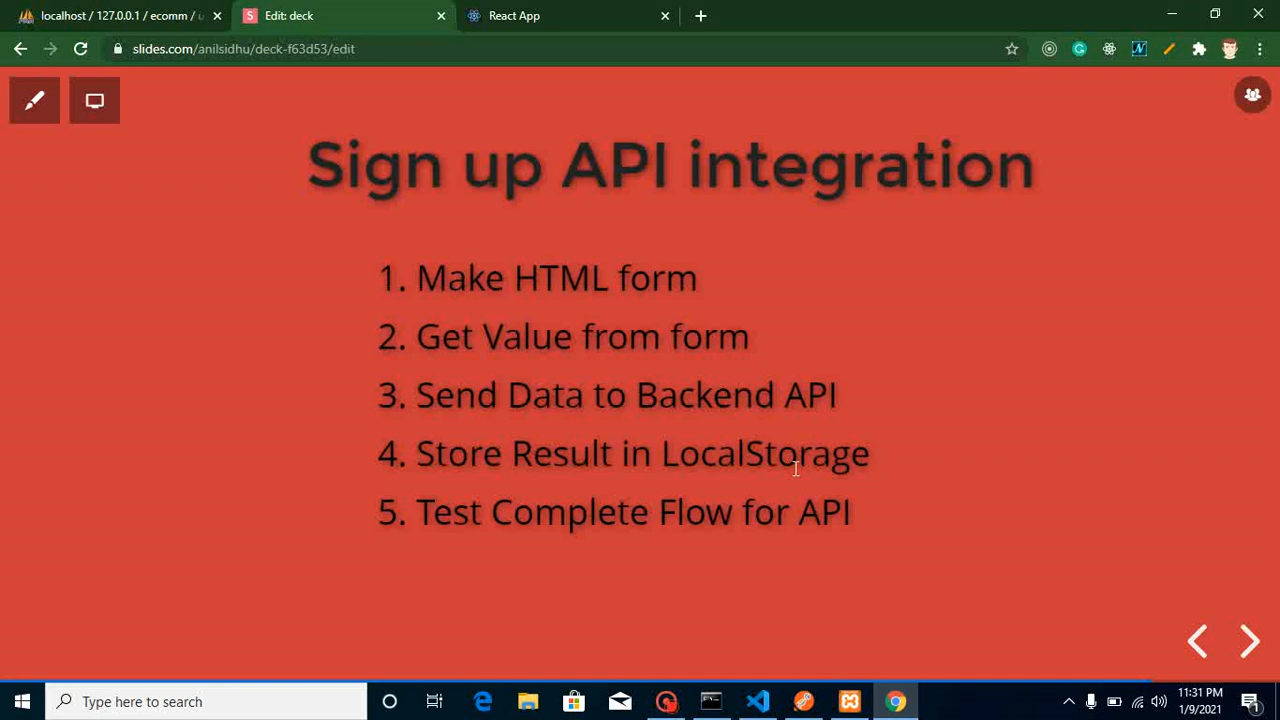 localhost / 127.0.0.1 / ecomm / u
Edit: deck
React App
slides.com/anilsidhu/deck-f63d53/edit
Sign up API integration
1. Make HTML form
2. Get Value from form
3. Send Data to Backend API
4. Store Result in LocalStorage
5. Test Complete Flow for API
Type here to search
11:31 PM
1/9/2021